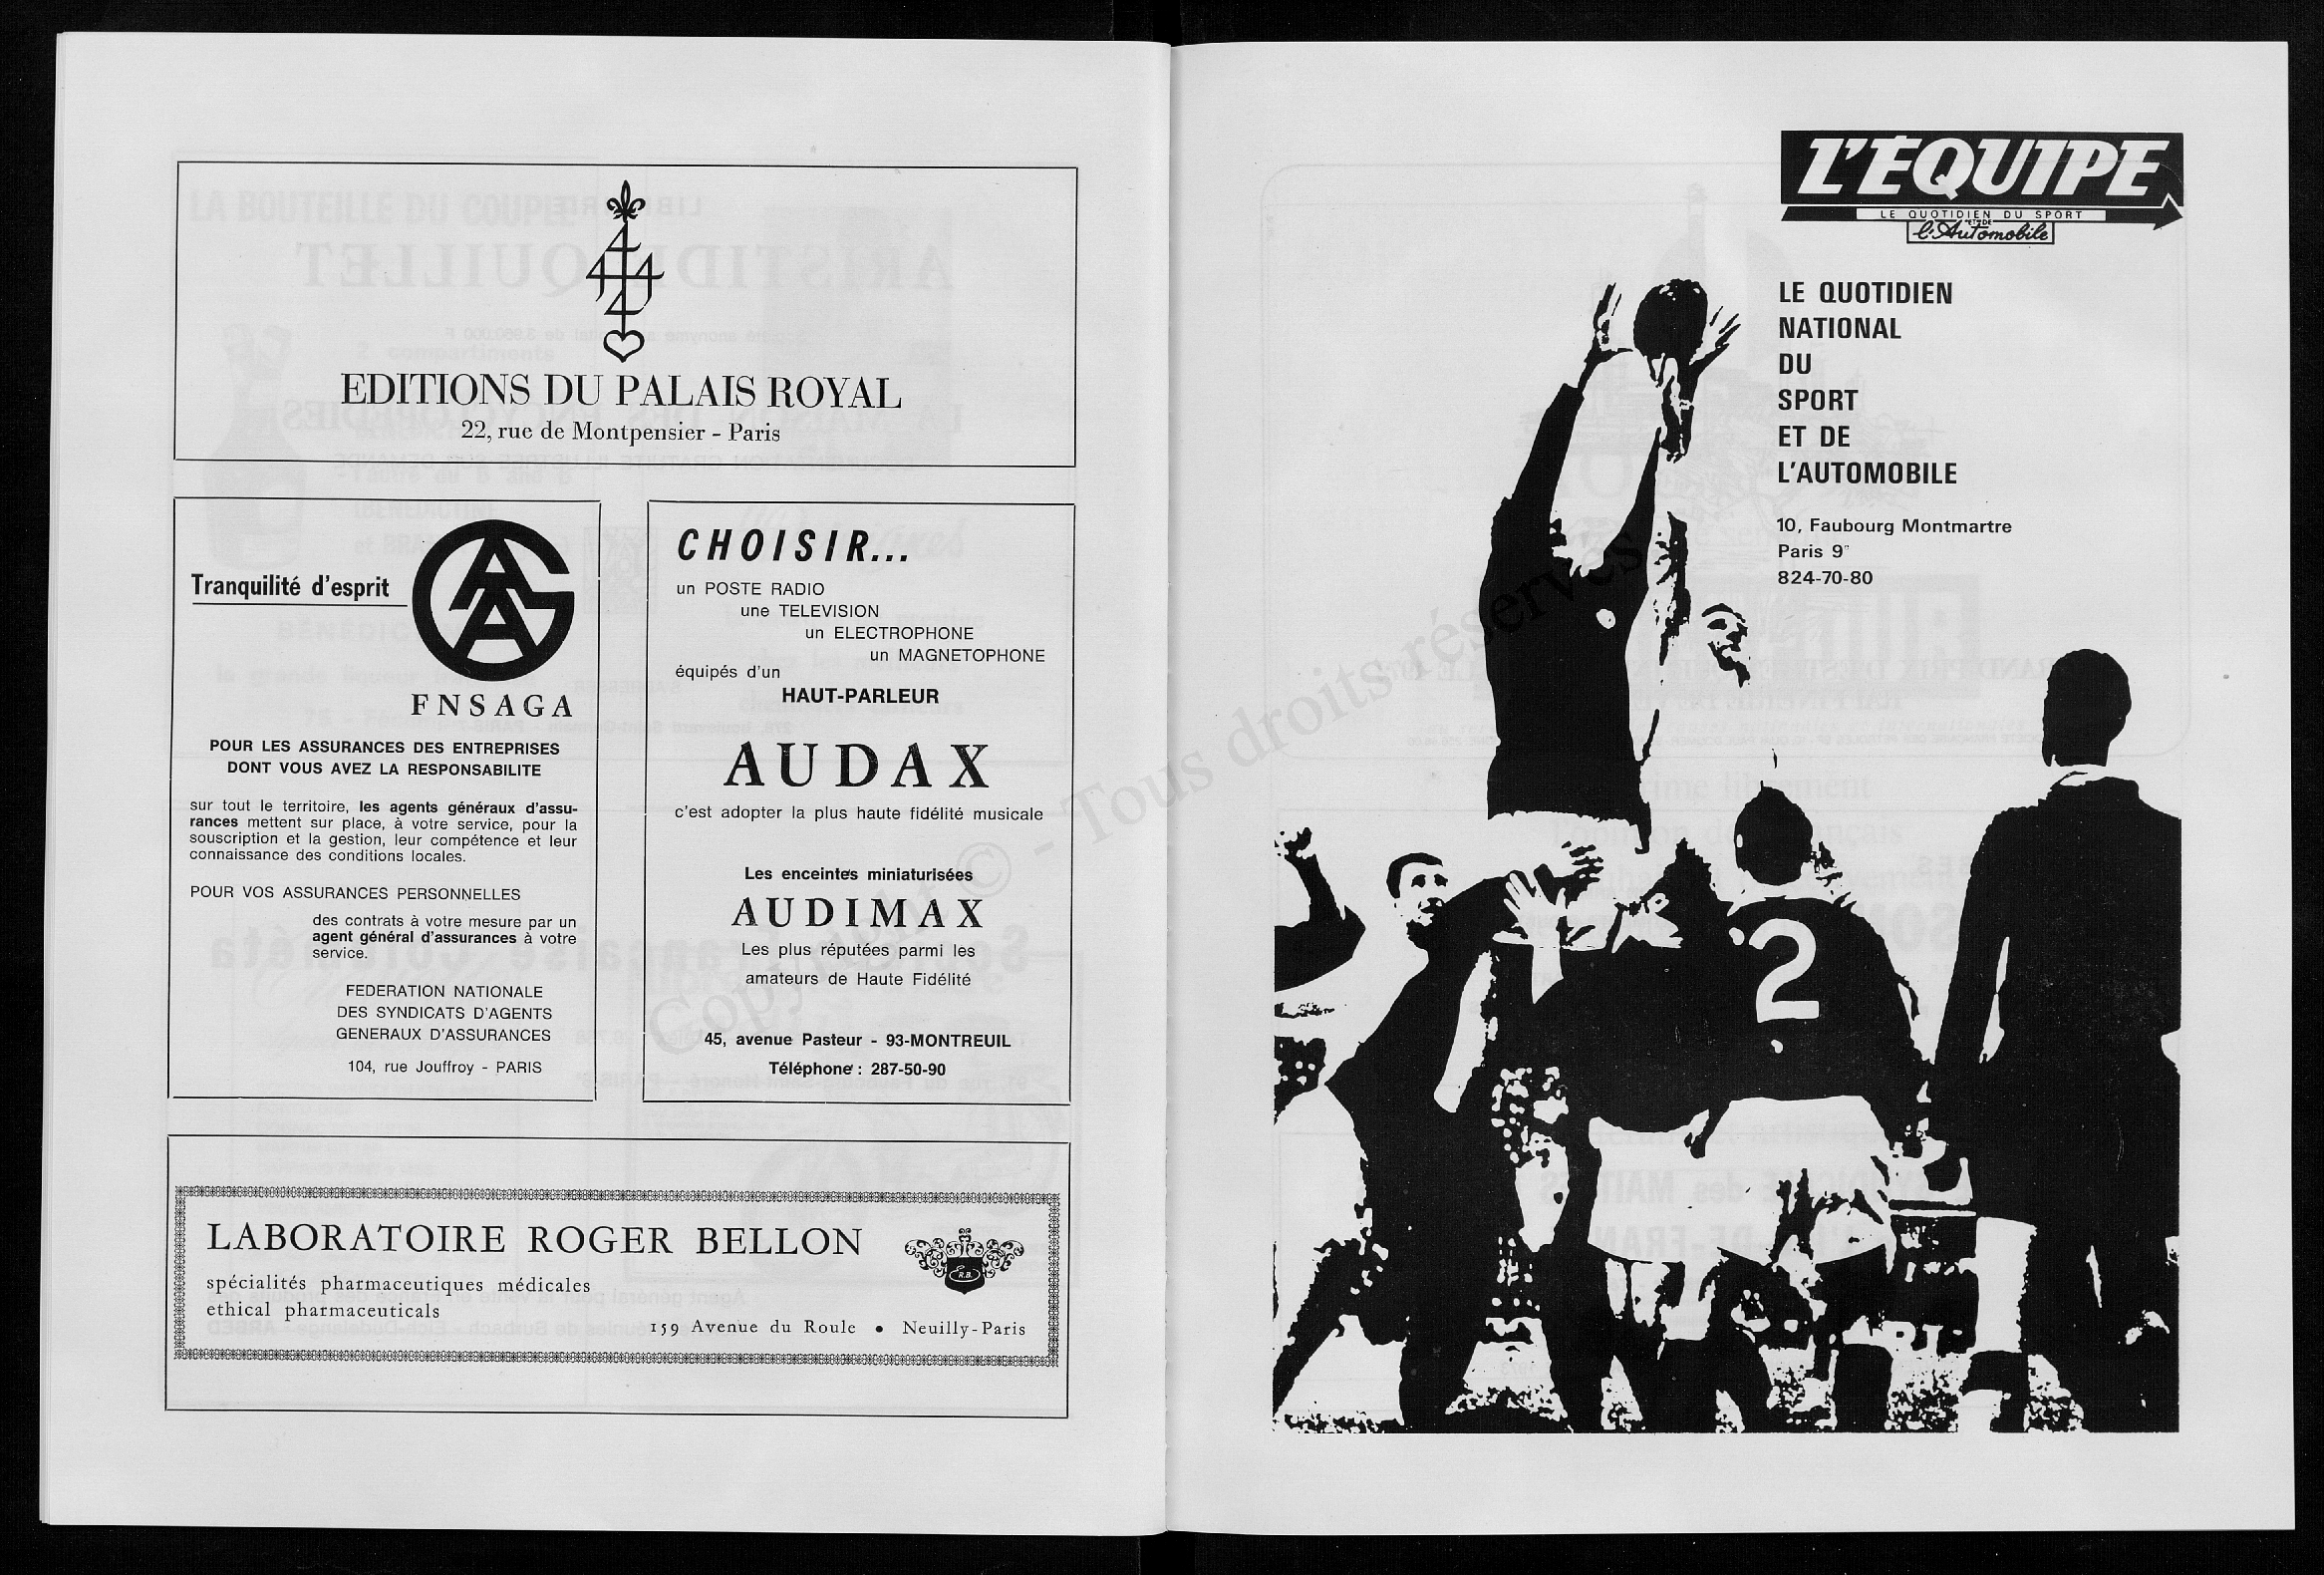 EDITIONS DU PALAIS ROYAL
22, rue de Montpensier - Paris
Tranquilité d'esprit
FNSAGA
POUR LES ASSURANCES DES ENTREPRISES
DONT VOUS AVEZ LA RESPONSABILITE
sur tout le territoire, les agents généraux d'assu-
rances mettent sur place, à votre service, pour la
souscription et la gestion, leur compétence et leur
connaissance des conditions locales.
POUR VOS ASSURANCES PERSONNELLES
des contrats à votre mesure par un
agent général d'assurances à votre
service.
FEDERATION NATIONALE
DES SYNDICATS D'AGENTS
GENERAUX D'ASSURANCES
104, rue Jouffroy - PARIS
CHOISIR...
un POSTE RADIO
une TELEVISION
un ELECTROPHONE
un MAGNETOPHONE
équipés d'un
HAUT-PARLEUR
AUDAX
c'est adopter la plus haute fidélité musicale
Les enceintes miniaturisées
AUDIMAX
Les plus réputées parmi les
amateurs de Haute Fidélité
45, avenue Pasteur - 93-MONTREUIL
Téléphone : 287-50-90
LABORATOIRE ROGER BELLON
spécialités pharmaceutiques médicales
ethical pharmaceuticals
R.B.
159 Avenue du Roule • Neuilly-Paris
L'ÉQUIPE
LE QUOTIDIEN DU SPORT
ET DE
l'Automobile
LE QUOTIDIEN
NATIONAL
DU
SPORT
ET DE
L'AUTOMOBILE
10, Faubourg Montmartre
Paris 9e
824-70-80
2
Copyright © - Tous droits réservés